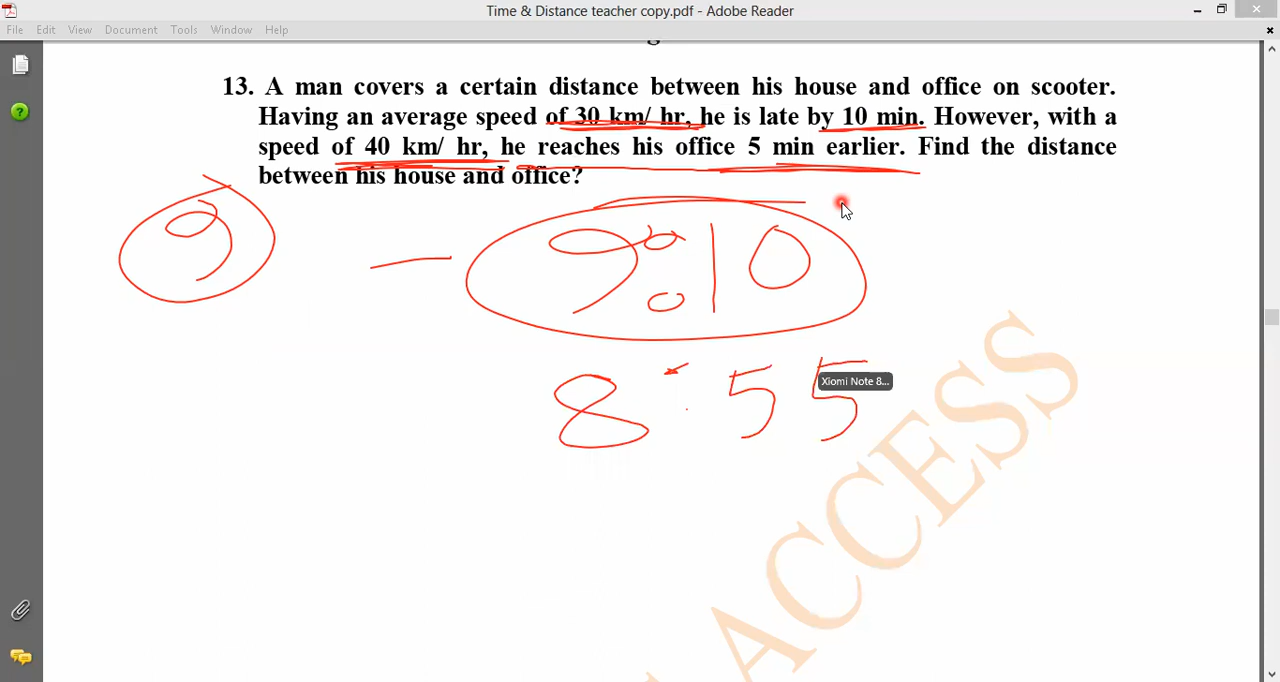 Time & Distance teacher copy.pdf - Adobe Reader
File Edit View Document Tools Window Help
13. A man covers a certain distance between his house and office on scooter.
Having an average speed of 30 km/ hr, he is late by 10 min. However, with a
speed of 40 km/ hr, he reaches his office 5 min earlier. Find the distance
between his house and office?
9
9:10
8:55
Xiomi Note 8...
ACCESS